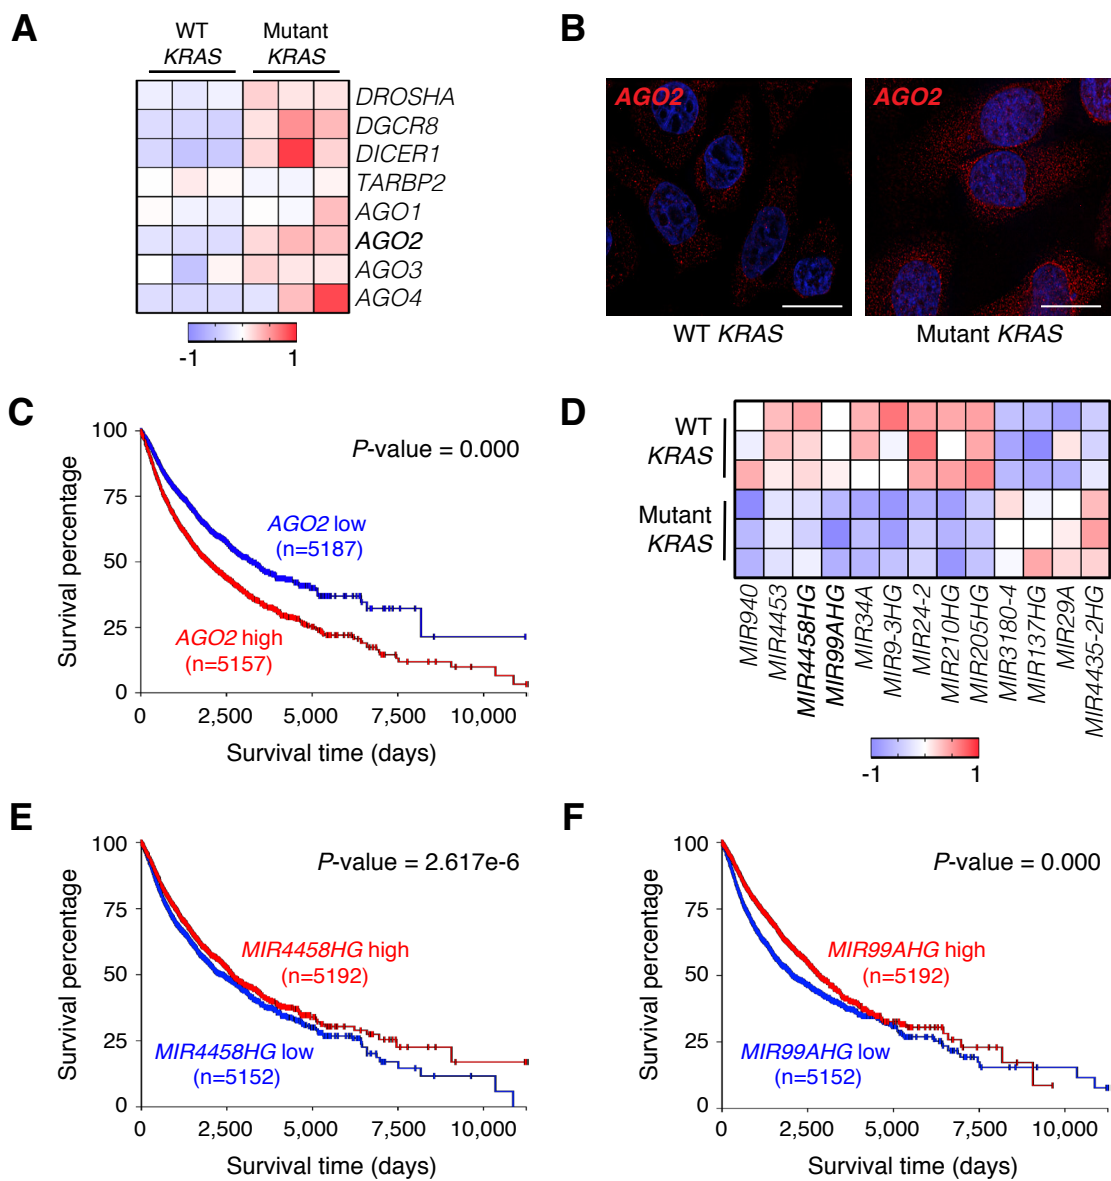 A
WT
KRAS
Mutant
KRAS
DROSHA
DGCR8
DICER1
TARBP2
AGO1
AGO2
AGO3
AGO4
-1
1
B
AGO2
AGO2
WT KRAS
Mutant KRAS
C
Survival percentage
100
75
50
25
0
P-value = 0.000
AGO2 low
(n=5187)
AGO2 high
(n=5157)
0
2,500
5,000
7,500
10,000
Survival time (days)
D
WT
KRAS
Mutant
KRAS
MIR940
MIR4453
MIR4458HG
MIR99AHG
MIR34A
MIR9-3HG
MIR24-2
MIR210HG
MIR205HG
MIR3180-4
MIR137HG
MIR29A
MIR4435-2HG
-1
1
E
Survival percentage
100
75
50
25
0
P-value = 2.617e-6
MIR4458HG high
(n=5192)
MIR4458HG low
(n=5152)
0
2,500
5,000
7,500
10,000
Survival time (days)
F
Survival percentage
100
75
50
25
0
P-value = 0.000
MIR99AHG high
(n=5192)
MIR99AHG low
(n=5152)
0
2,500
5,000
7,500
10,000
Survival time (days)